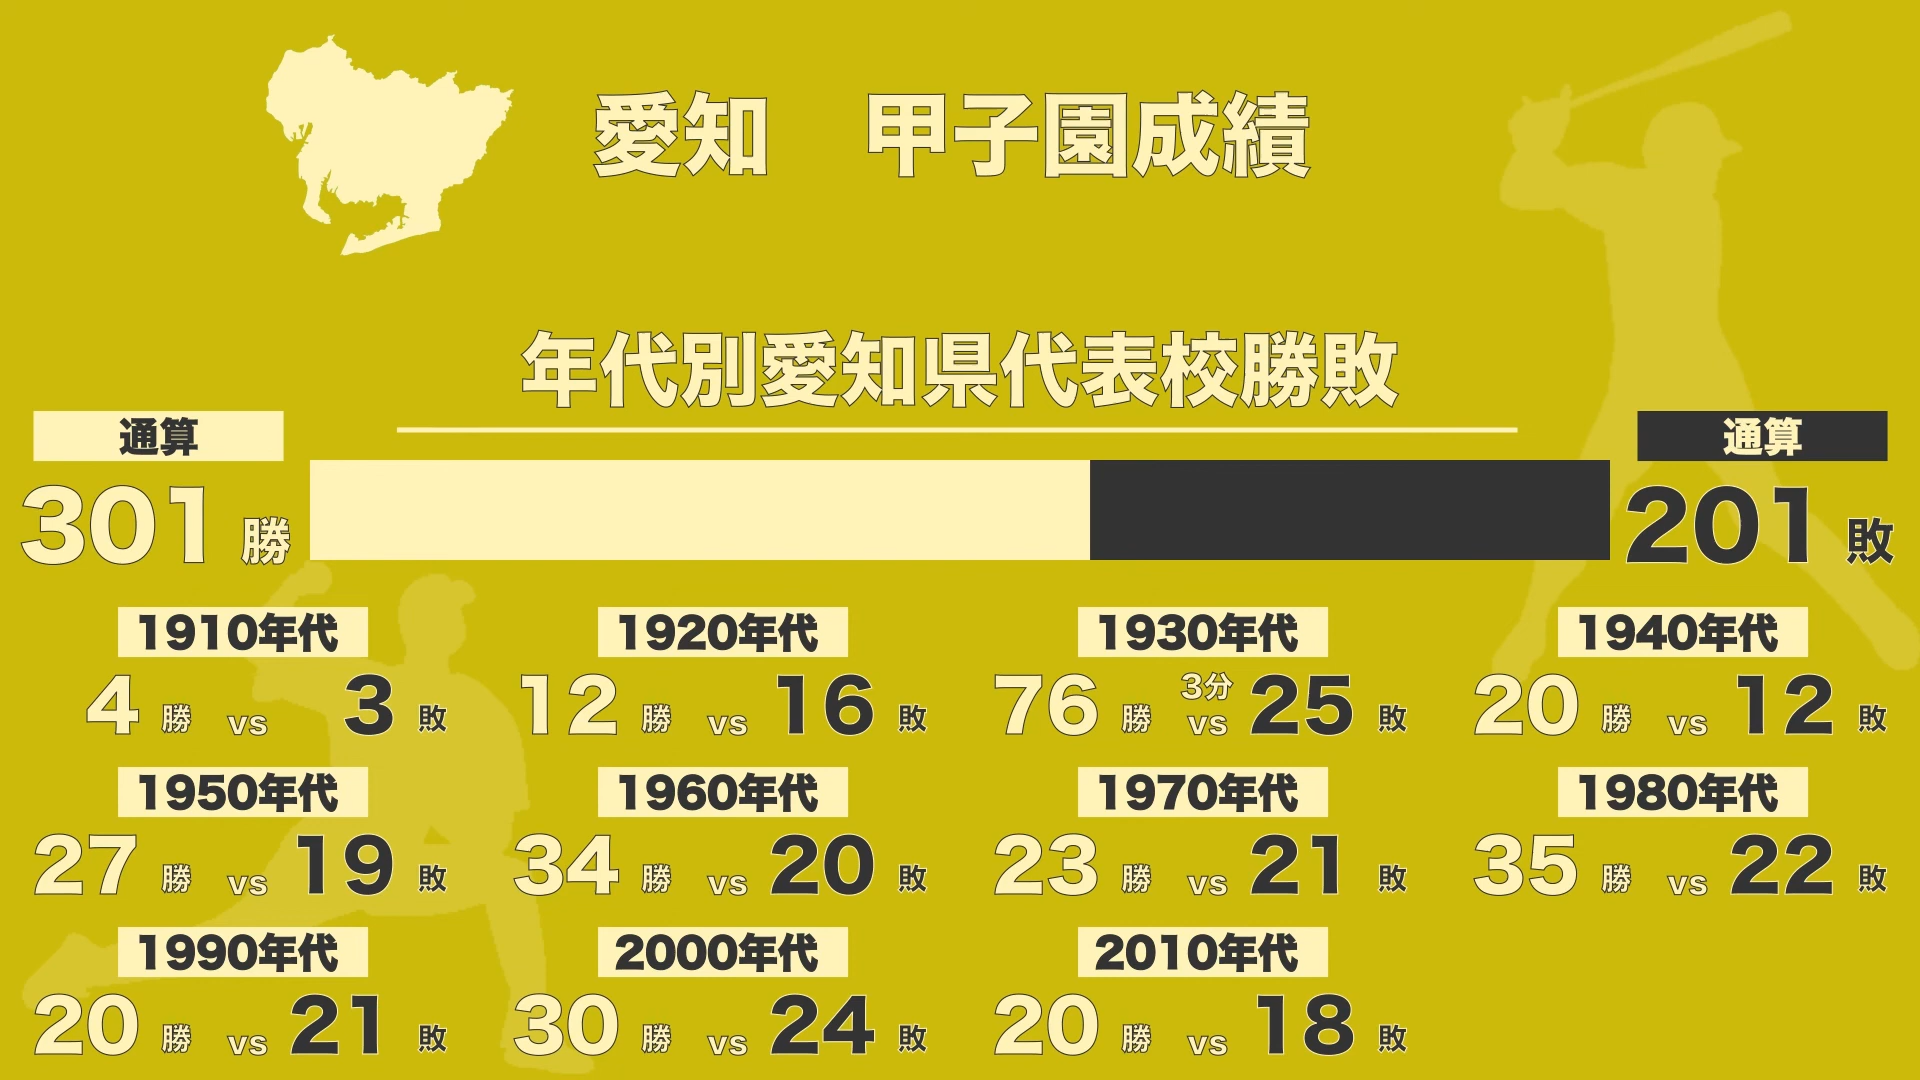 愛知　甲子園成績
年代別愛知県代表校勝敗
通算
通算
301 勝
201 敗
1910年代
1920年代
1930年代
1940年代
4 勝 vs 3 敗
12 勝 vs 16 敗
76 勝 3分 vs 25 敗
20 勝 vs 12 敗
1950年代
1960年代
1970年代
1980年代
27 勝 vs 19 敗
34 勝 vs 20 敗
23 勝 vs 21 敗
35 勝 vs 22 敗
1990年代
2000年代
2010年代
20 勝 vs 21 敗
30 勝 vs 24 敗
20 勝 vs 18 敗